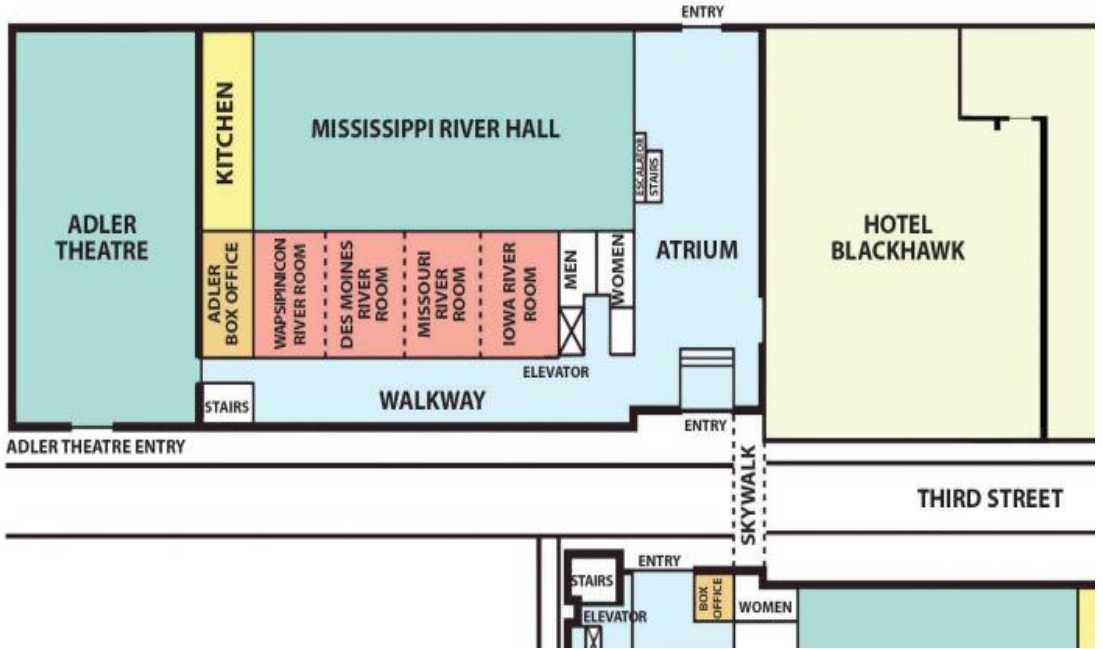 ENTRY
KITCHEN
MISSISSIPPI RIVER HALL
ESCALATOR
STAIRS
ADLER
THEATRE
ATRIUM
HOTEL
BLACKHAWK
ADLER
BOX OFFICE
WAPSIPINICON
RIVER ROOM
DES MOINES
RIVER
ROOM
MISSOURI
RIVER
ROOM
IOWA RIVER
ROOM
MEN
WOMEN
ELEVATOR
STAIRS
WALKWAY
ENTRY
ADLER THEATRE ENTRY
SKYWALK
THIRD STREET
ENTRY
STAIRS
BOX
OFFICE
WOMEN
ELEVATOR